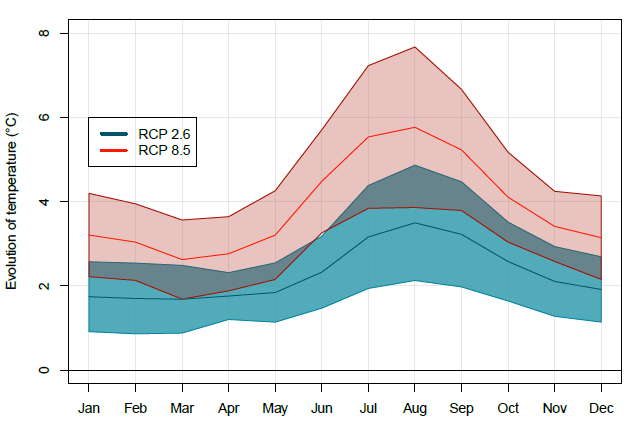 Evolution of temperature (°C)
8
6
4
2
0
RCP 2.6
RCP 8.5
Jan Feb Mar Apr May Jun Jul Aug Sep Oct Nov Dec